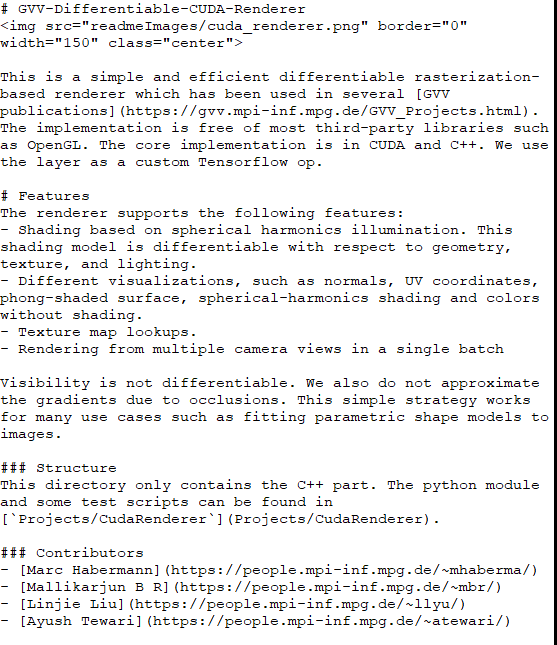 # GVV-Differentiable-CUDA-Renderer
<img src="readmeImages/cuda_renderer.png" border="0"
width="150" class="center">
This is a simple and efficient differentiable rasterization-
based renderer which has been used in several [GVV
publications](https://gvv.mpi-inf.mpg.de/GVV_Projects.html).
The implementation is free of most third-party libraries such
as OpenGL. The core implementation is in CUDA and C++. We use
the layer as a custom Tensorflow op.
# Features
The renderer supports the following features:
- Shading based on spherical harmonics illumination. This
shading model is differentiable with respect to geometry,
texture, and lighting.
- Different visualizations, such as normals, UV coordinates,
phong-shaded surface, spherical-harmonics shading and colors
without shading.
- Texture map lookups.
- Rendering from multiple camera views in a single batch
Visibility is not differentiable. We also do not approximate
the gradients due to occlusions. This simple strategy works
for many use cases such as fitting parametric shape models to
images.
### Structure
This directory only contains the C++ part. The python module
and some test scripts can be found in
[`Projects/CudaRenderer`](Projects/CudaRenderer).
### Contributors
- [Marc Habermann](https://people.mpi-inf.mpg.de/~mhaberma/)
- [Mallikarjun B R](https://people.mpi-inf.mpg.de/~mbr/)
- [Linjie Liu](https://people.mpi-inf.mpg.de/~llyu/)
- [Ayush Tewari](https://people.mpi-inf.mpg.de/~atewari/)